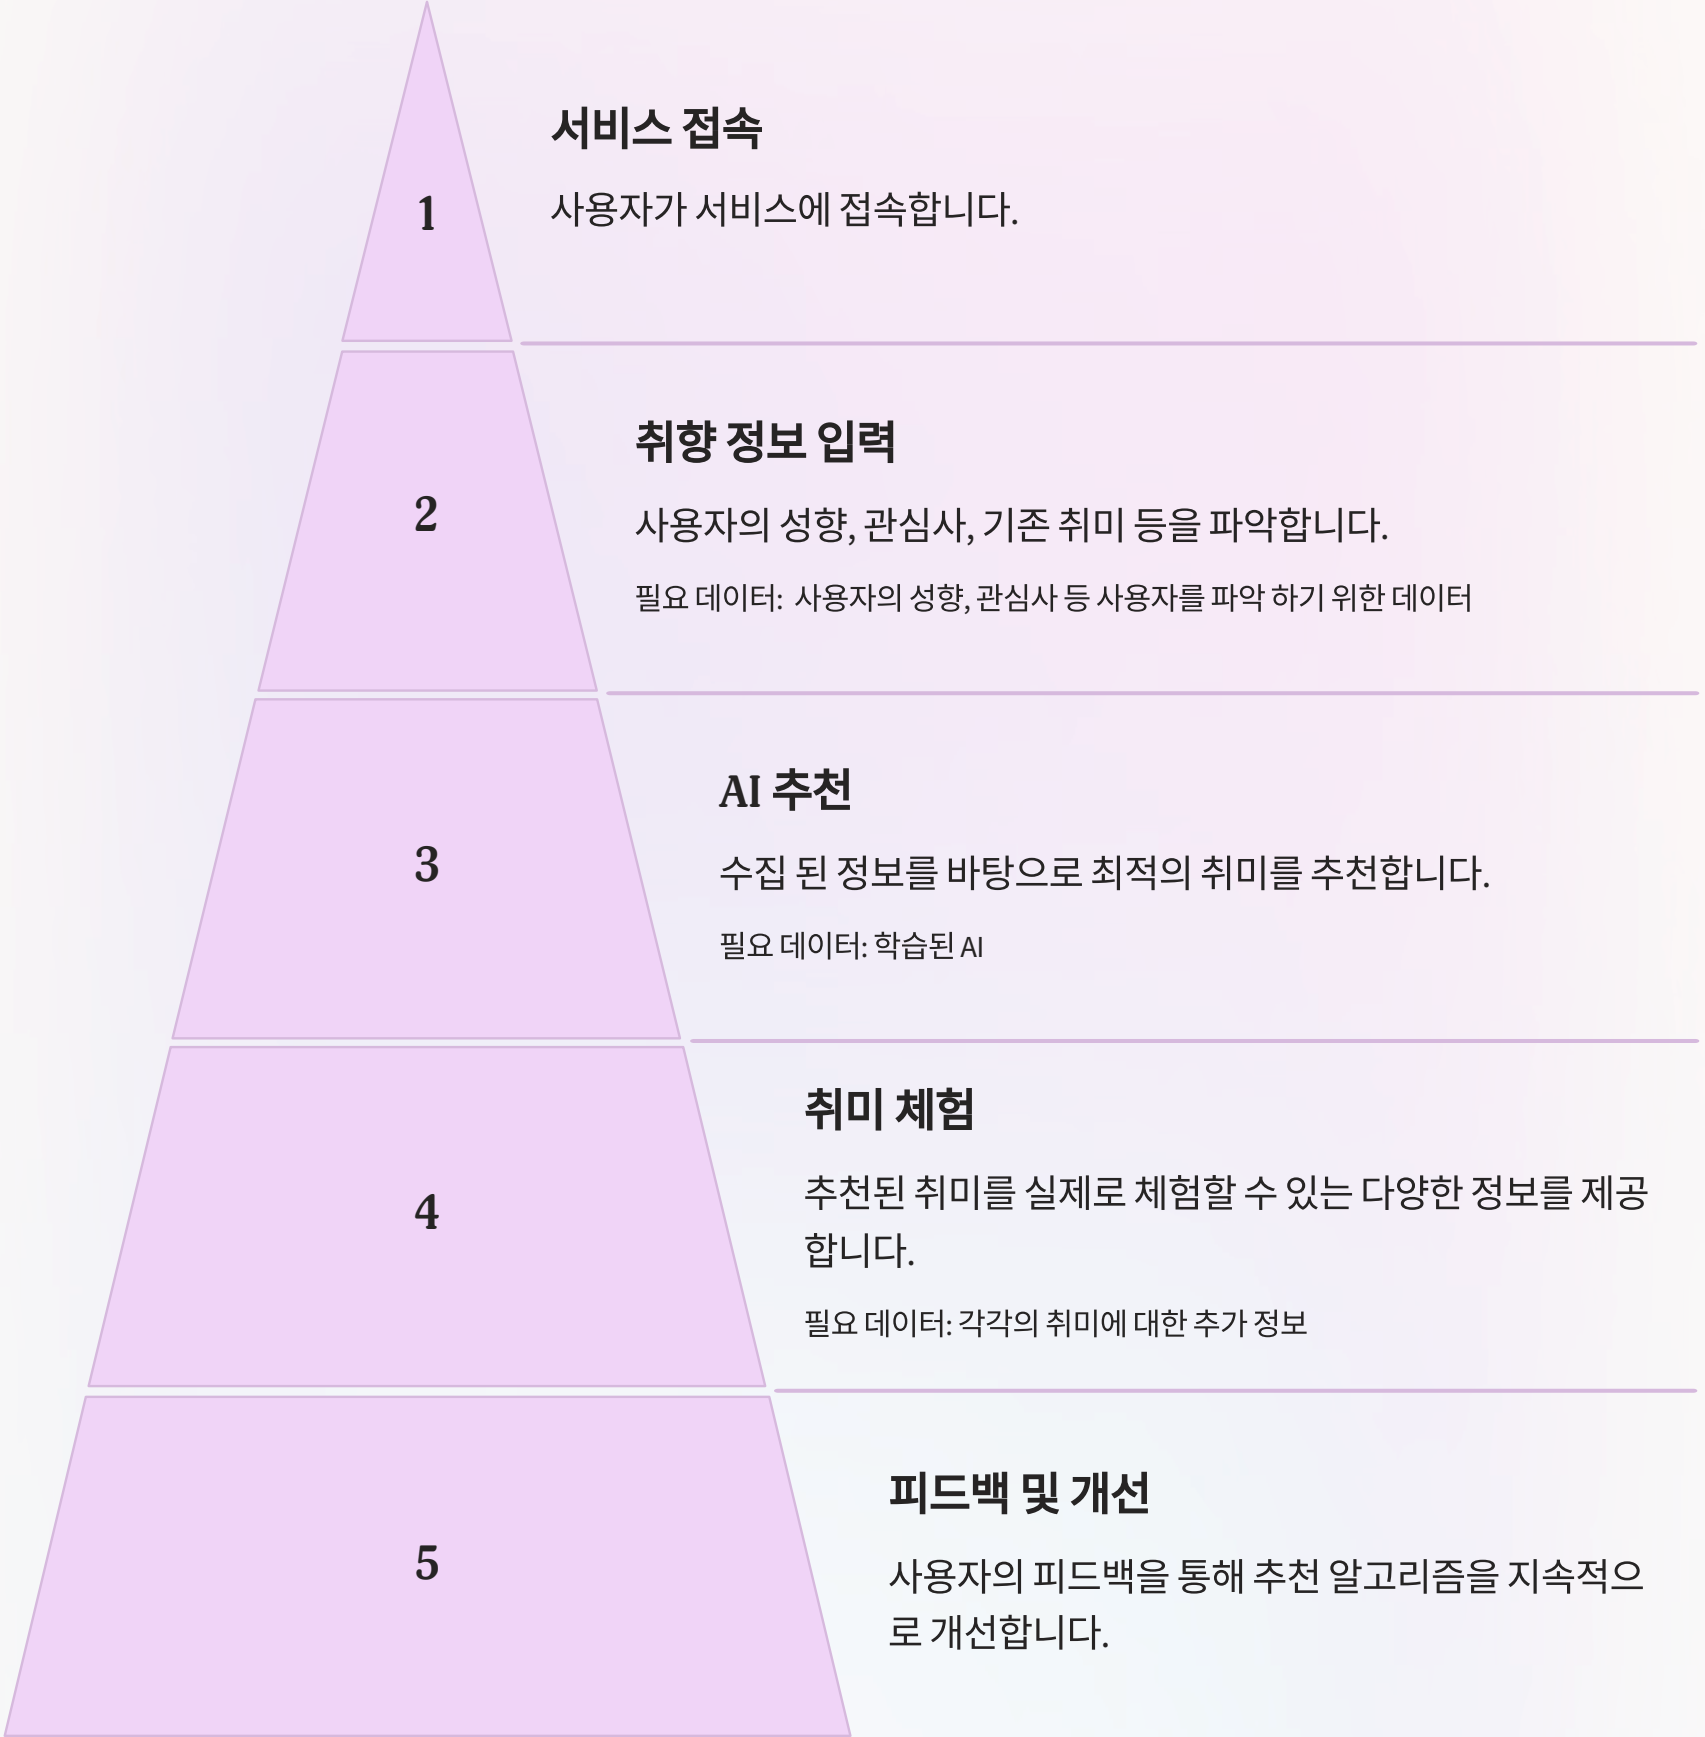 1
서비스 접속
사용자가 서비스에 접속합니다.
2
취향 정보 입력
사용자의 성향, 관심사, 기존 취미 등을 파악합니다.
필요 데이터: 사용자의 성향, 관심사 등 사용자를 파악 하기 위한 데이터
3
AI 추천
수집 된 정보를 바탕으로 최적의 취미를 추천합니다.
필요 데이터: 학습된 AI
4
취미 체험
추천된 취미를 실제로 체험할 수 있는 다양한 정보를 제공
합니다.
필요 데이터: 각각의 취미에 대한 추가 정보
5
피드백 및 개선
사용자의 피드백을 통해 추천 알고리즘을 지속적으
로 개선합니다.